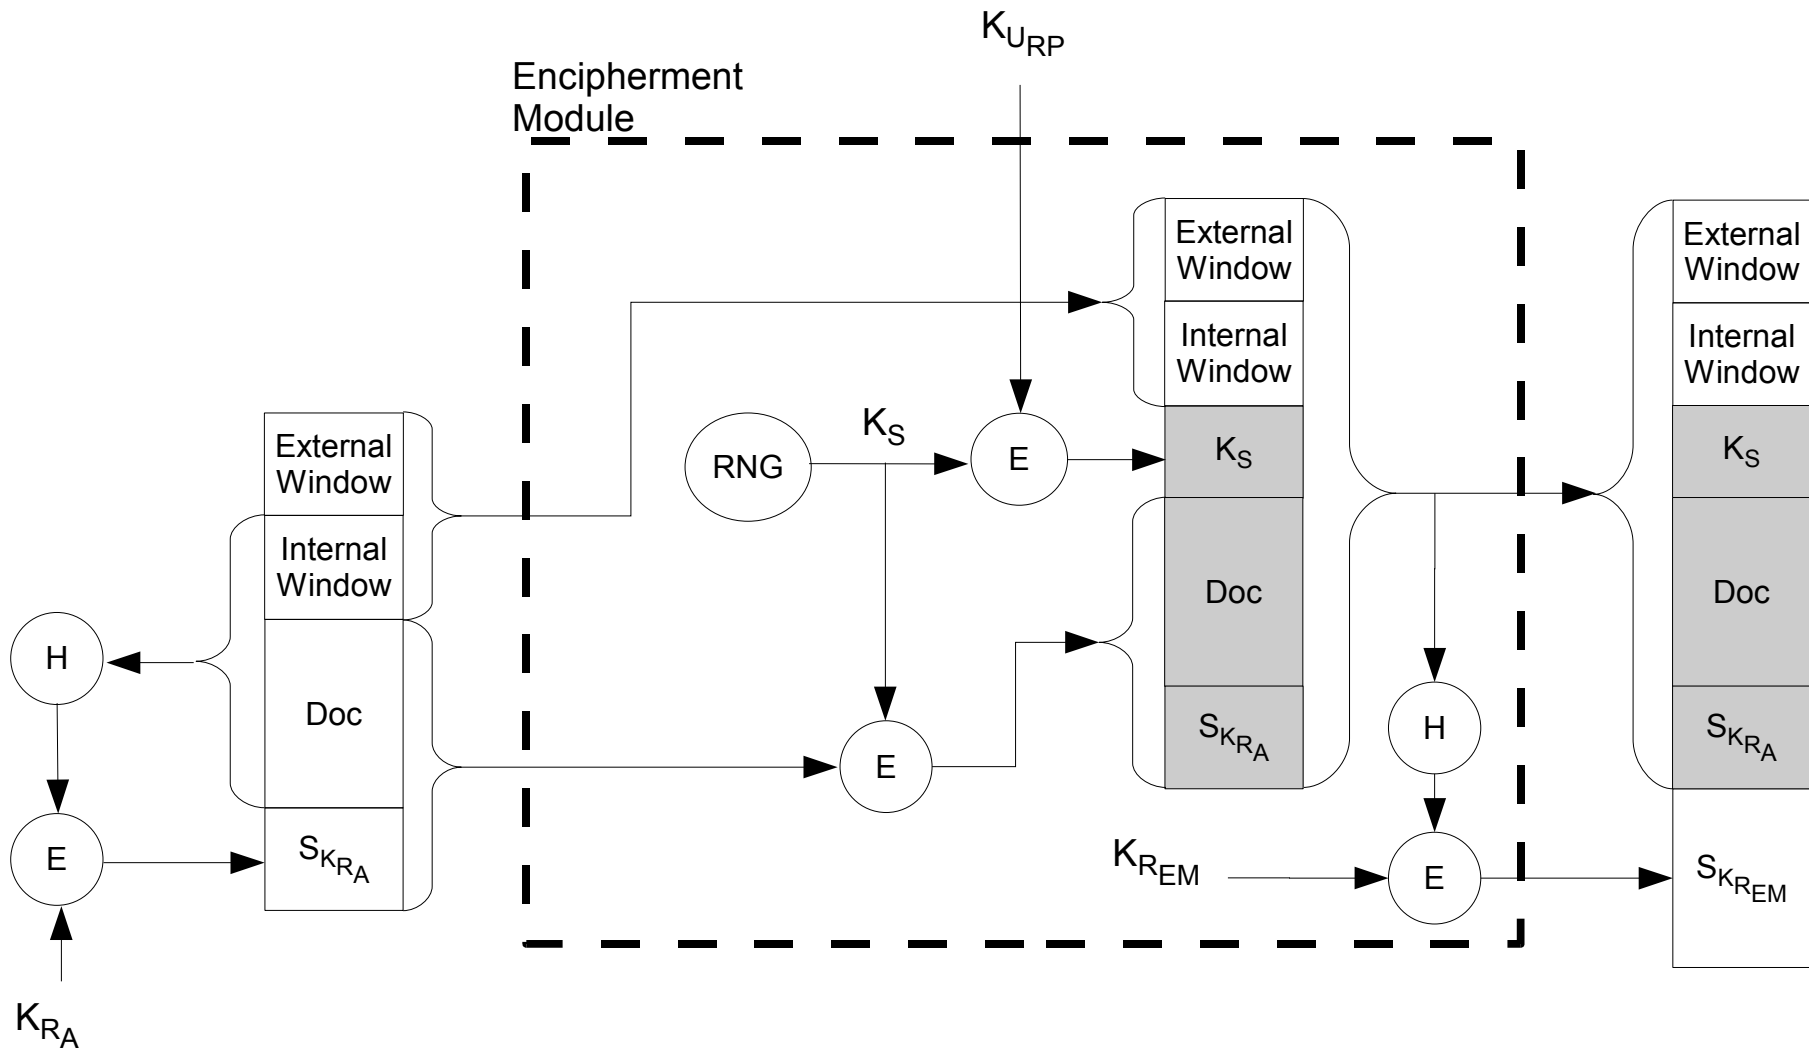 K_U_RP
Encipherment
Module
External
Window
Internal
Window
K_S
Doc
S_K_R_A
External
Window
Internal
Window
K_S
Doc
S_K_R_A
S_K_R_EM
K_S
RNG
E
E
H
E
K_R_EM
External
Window
Internal
Window
Doc
S_K_R_A
H
E
K_R_A